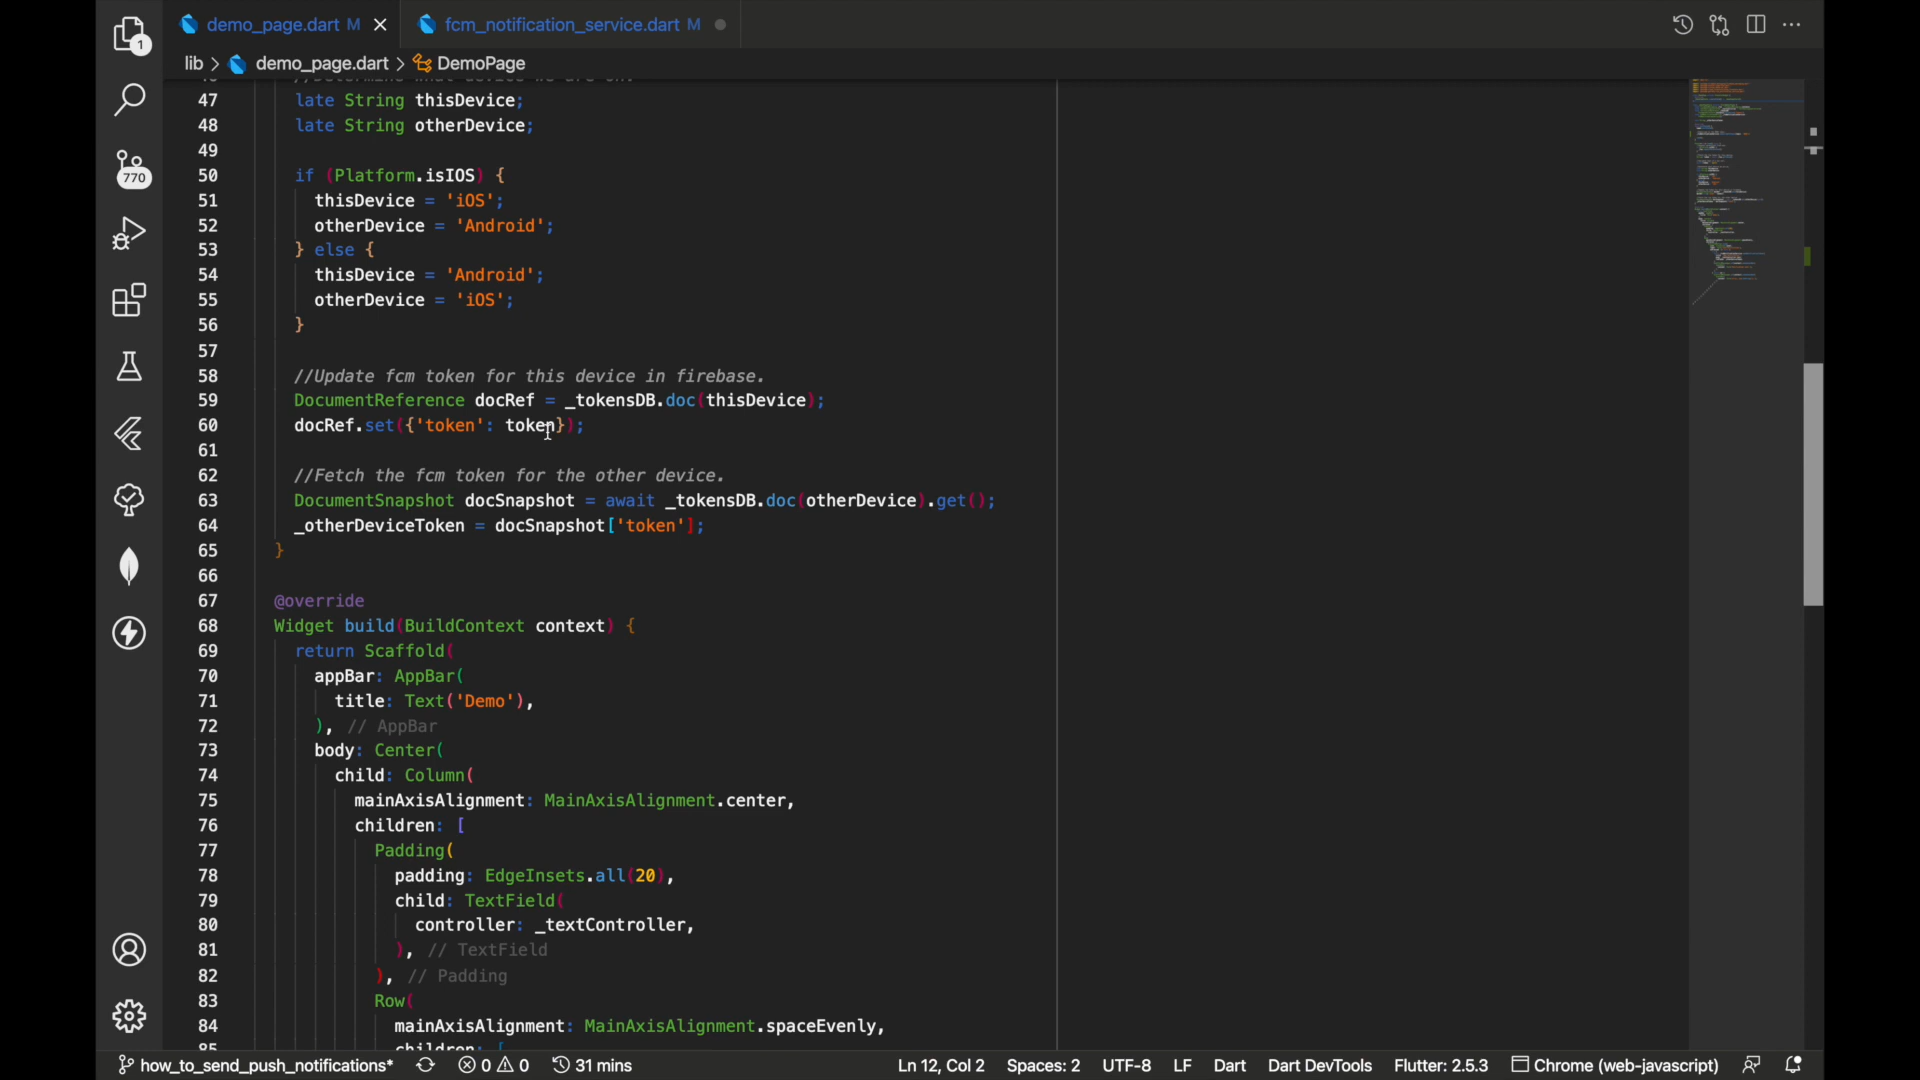 demo_page.dart M
fcm_notification_service.dart M
lib > demo_page.dart > DemoPage
1
770
47 late String thisDevice;
48 late String otherDevice;
49
50 if (Platform.isIOS) {
51 thisDevice = 'iOS';
52 otherDevice = 'Android';
53 } else {
54 thisDevice = 'Android';
55 otherDevice = 'iOS';
56 }
57
58 //Update fcm token for this device in firebase.
59 DocumentReference docRef = _tokensDB.doc(thisDevice);
60 docRef.set({'token': token});
61
62 //Fetch the fcm token for the other device.
63 DocumentSnapshot docSnapshot = await _tokensDB.doc(otherDevice).get();
64 _otherDeviceToken = docSnapshot['token'];
65 }
66
67 @override
68 Widget build(BuildContext context) {
69 return Scaffold(
70 appBar: AppBar(
71 title: Text('Demo'),
72 ), // AppBar
73 body: Center(
74 child: Column(
75 mainAxisAlignment: MainAxisAlignment.center,
76 children: [
77 Padding(
78 padding: EdgeInsets.all(20),
79 child: TextField(
80 controller: _textController,
81 ), // TextField
82 ), // Padding
83 Row(
84 mainAxisAlignment: MainAxisAlignment.spaceEvenly,
85 children: [
how_to_send_push_notifications* 0 0 31 mins Ln 12, Col 2 Spaces: 2 UTF-8 LF Dart Dart DevTools Flutter: 2.5.3 Chrome (web-javascript)